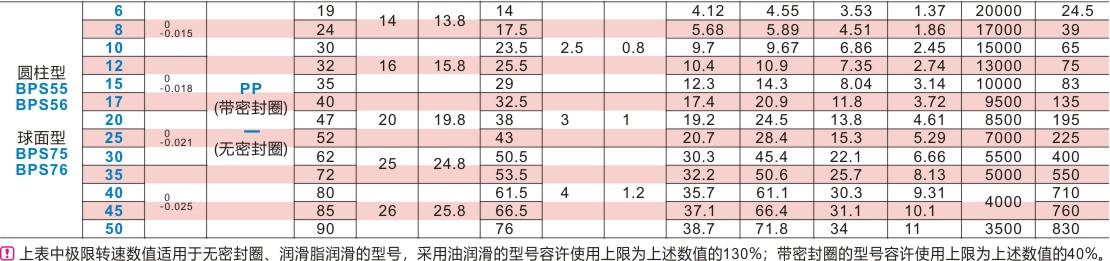 6 19 14 4.12 4.55 3.53 1.37 20000 24.5
14 13.8
8 0 -0.015 24 17.5 5.68 5.89 4.51 1.86 17000 39
10 30 23.5 2.5 0.8 9.7 9.67 6.86 2.45 15000 65
12 32 16 15.8 25.5 10.4 10.9 7.35 2.74 13000 75
圆柱型
BPS55
BPS56
球面型
BPS75
BPS76
15 0 -0.018 35 29 12.3 14.3 8.04 3.14 10000 83
PP
(带密封圈)
—
(无密封圈)
17 40 32.5 17.4 20.9 11.8 3.72 9500 135
20 47 20 19.8 38 3 1 19.2 24.5 13.8 4.61 8500 195
25 0 -0.021 52 43 20.7 28.4 15.3 5.29 7000 225
30 62 50.5 30.3 45.4 22.1 6.66 5500 400
25 24.8
35 72 53.5 32.2 50.6 25.7 8.13 5000 550
40 80 61.5 4 1.2 35.7 61.1 30.3 9.31 710
0 -0.025 4000
45 85 26 25.8 66.5 37.1 66.4 31.1 10.1 760
50 90 76 38.7 71.8 34 11 3500 830
! 上表中极限转速数值适用于无密封圈、润滑脂润滑的型号，采用油润滑的型号容许使用上限为上述数值的130%；带密封圈的型号容许使用上限为上述数值的40%。